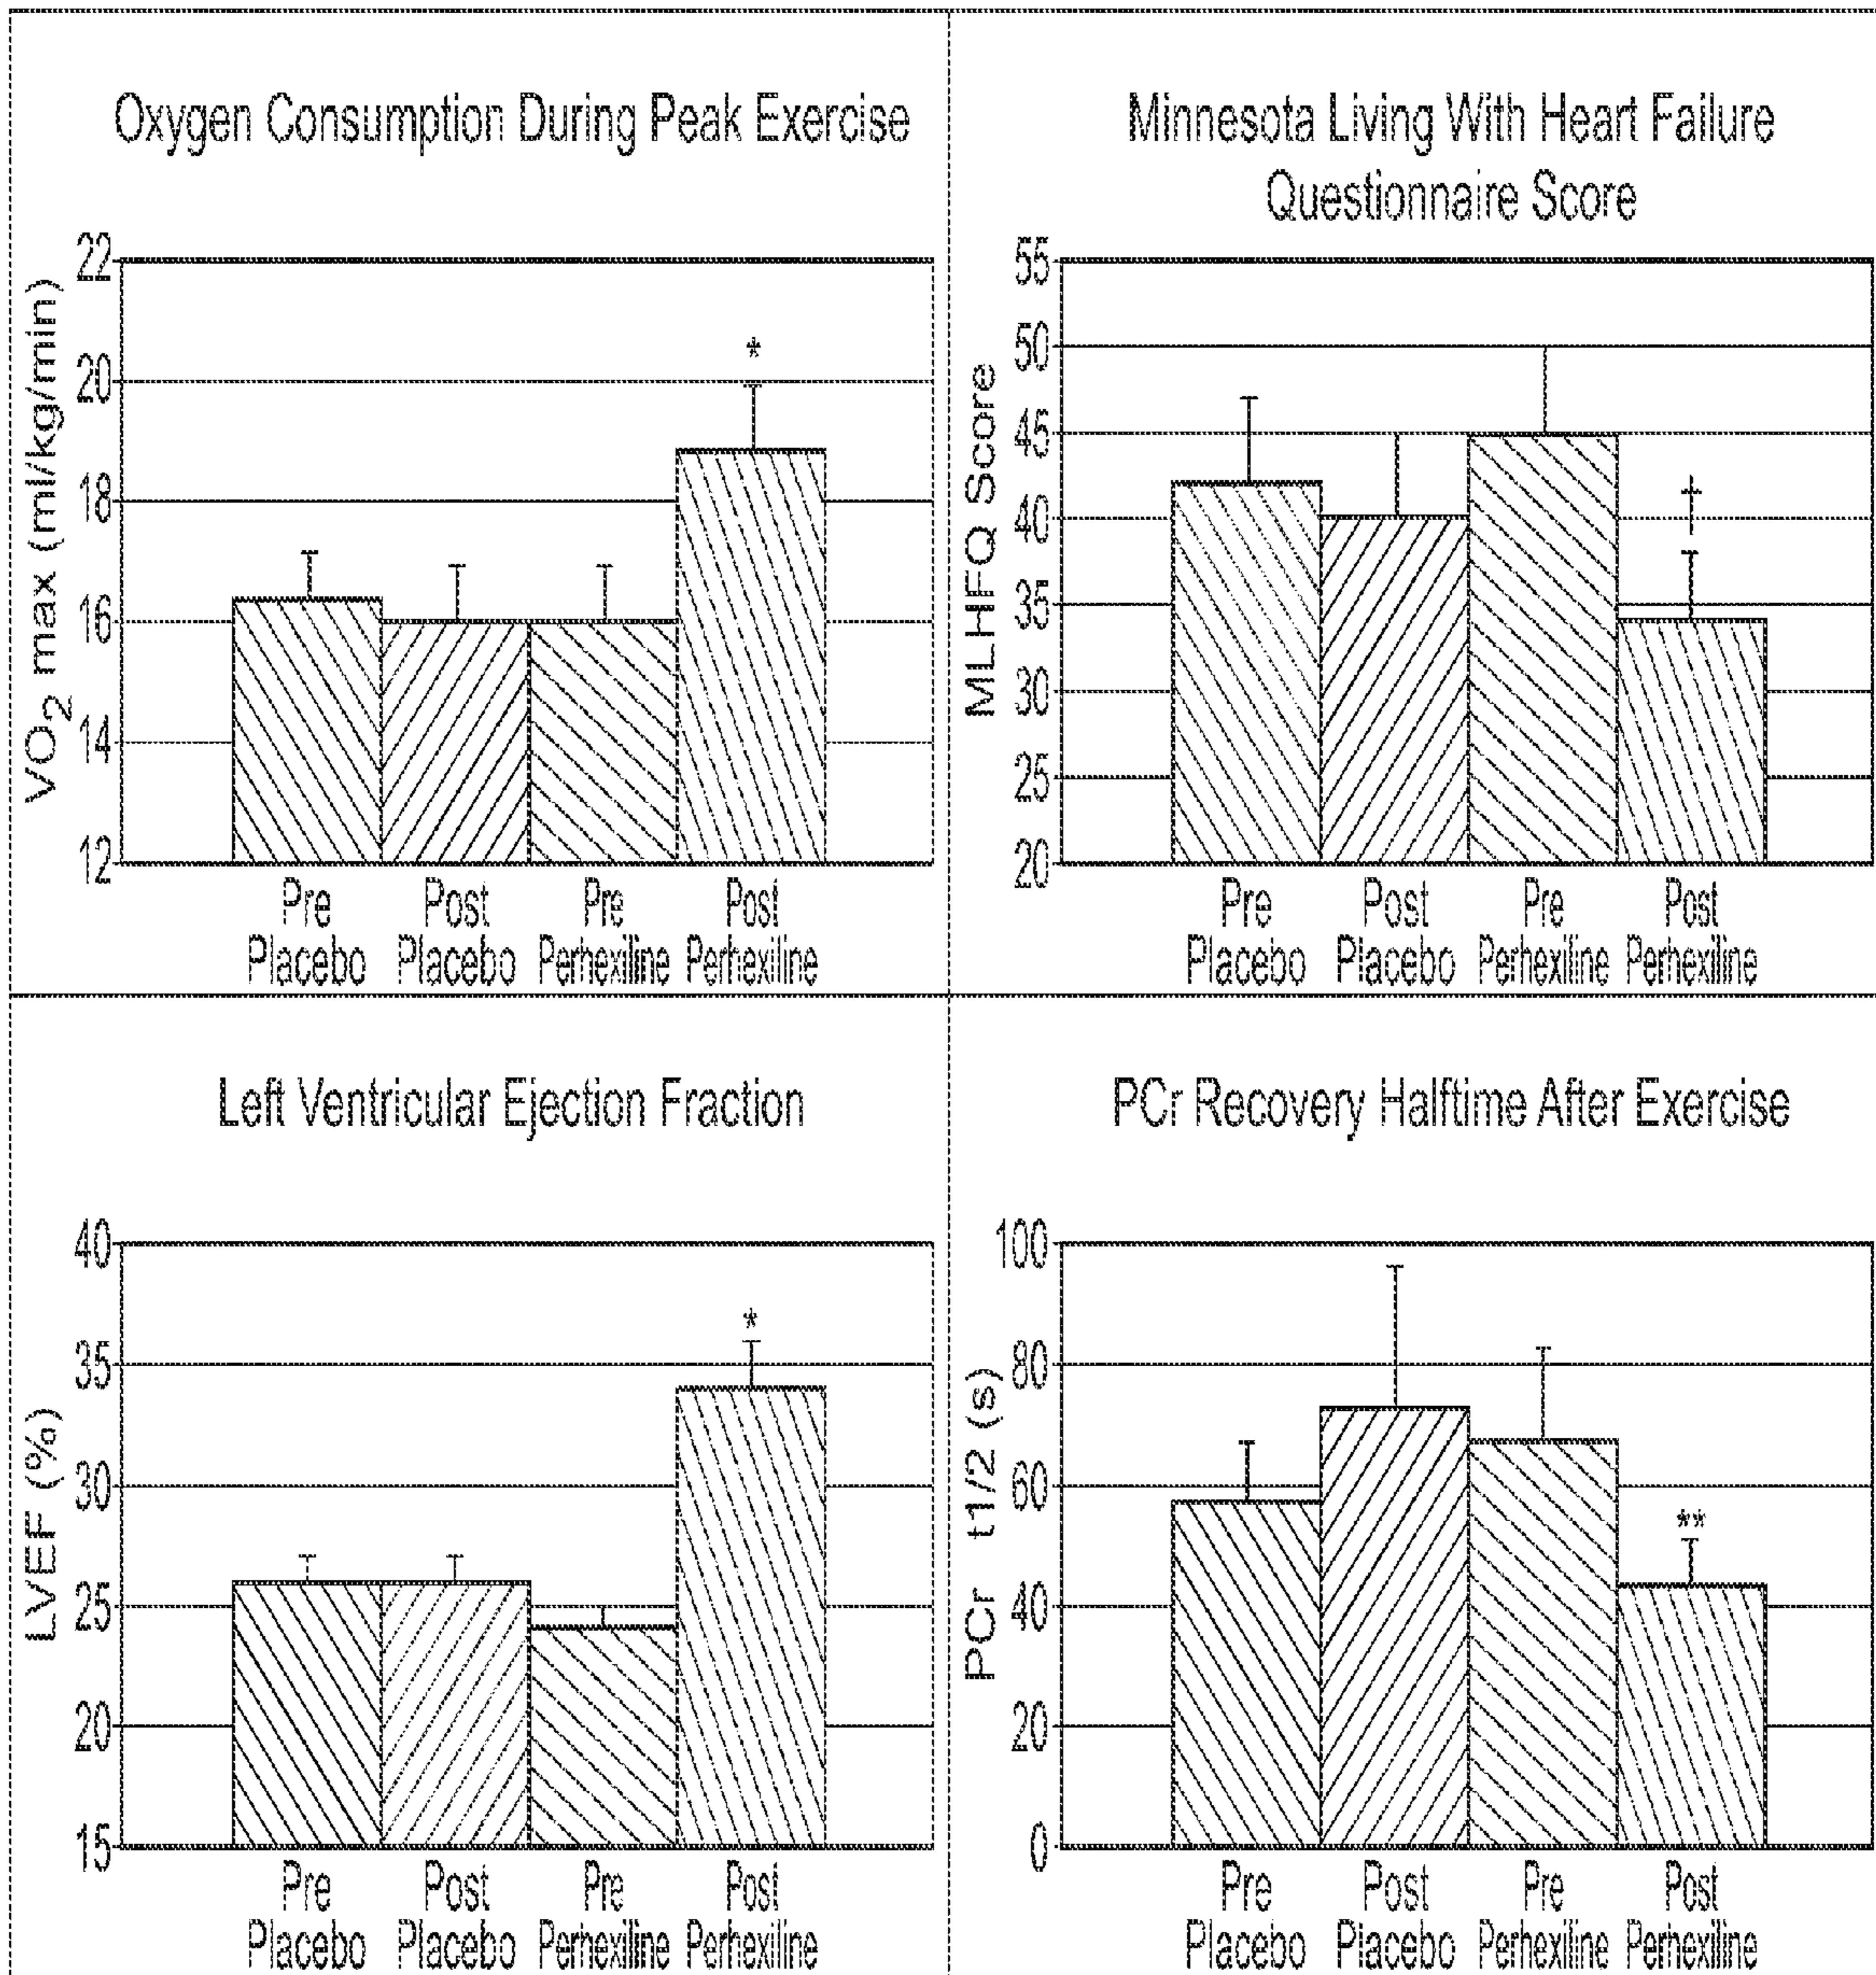 Oxygen Consumption During Peak Exercise
VO2 max (ml/kg/min)
22
20
18
16
14
12
*
Pre Placebo
Post Placebo
Pre Perhexiline
Post Perhexiline
Minnesota Living With Heart Failure
Questionnaire Score
MLHFQ Score
55
50
45
40
35
30
25
20
†
Pre Placebo
Post Placebo
Pre Perhexiline
Post Perhexiline
Left Ventricular Ejection Fraction
LVEF (%)
40
35
30
25
20
15
*
Pre Placebo
Post Placebo
Pre Perhexiline
Post Perhexiline
PCr Recovery Halftime After Exercise
PCr t1/2 (s)
100
80
60
40
20
0
**
Pre Placebo
Post Placebo
Pre Perhexiline
Post Perhexiline